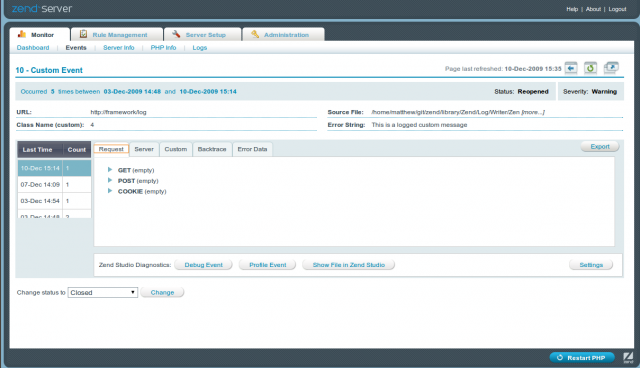 zend·server
Help | About | Logout
Monitor Rule Management Server Setup Administration
Dashboard | Events | Server Info | PHP Info | Logs
10 - Custom Event Page last refreshed: 10-Dec-2009 15:35
Occurred 5 times between 03-Dec-2009 14:48 and 10-Dec-2009 15:14 Status: Reopened Severity: Warning
URL: http://framework/log Source File: /home/matthew/git/zend/library/Zend/Log/Writer/Zen [more...]
Class Name (custom): 4 Error String: This is a logged custom message
Last Time Count Request Server Custom Backtrace Error Data Export
10-Dec 15:14 1
07-Dec 14:09 1
03-Dec 14:54 1
03-Dec 14:48 2
GET (empty)
POST (empty)
COOKIE (empty)
Zend Studio Diagnostics: Debug Event Profile Event Show File in Zend Studio Settings
Change status to Closed Change
Restart PHP
zend